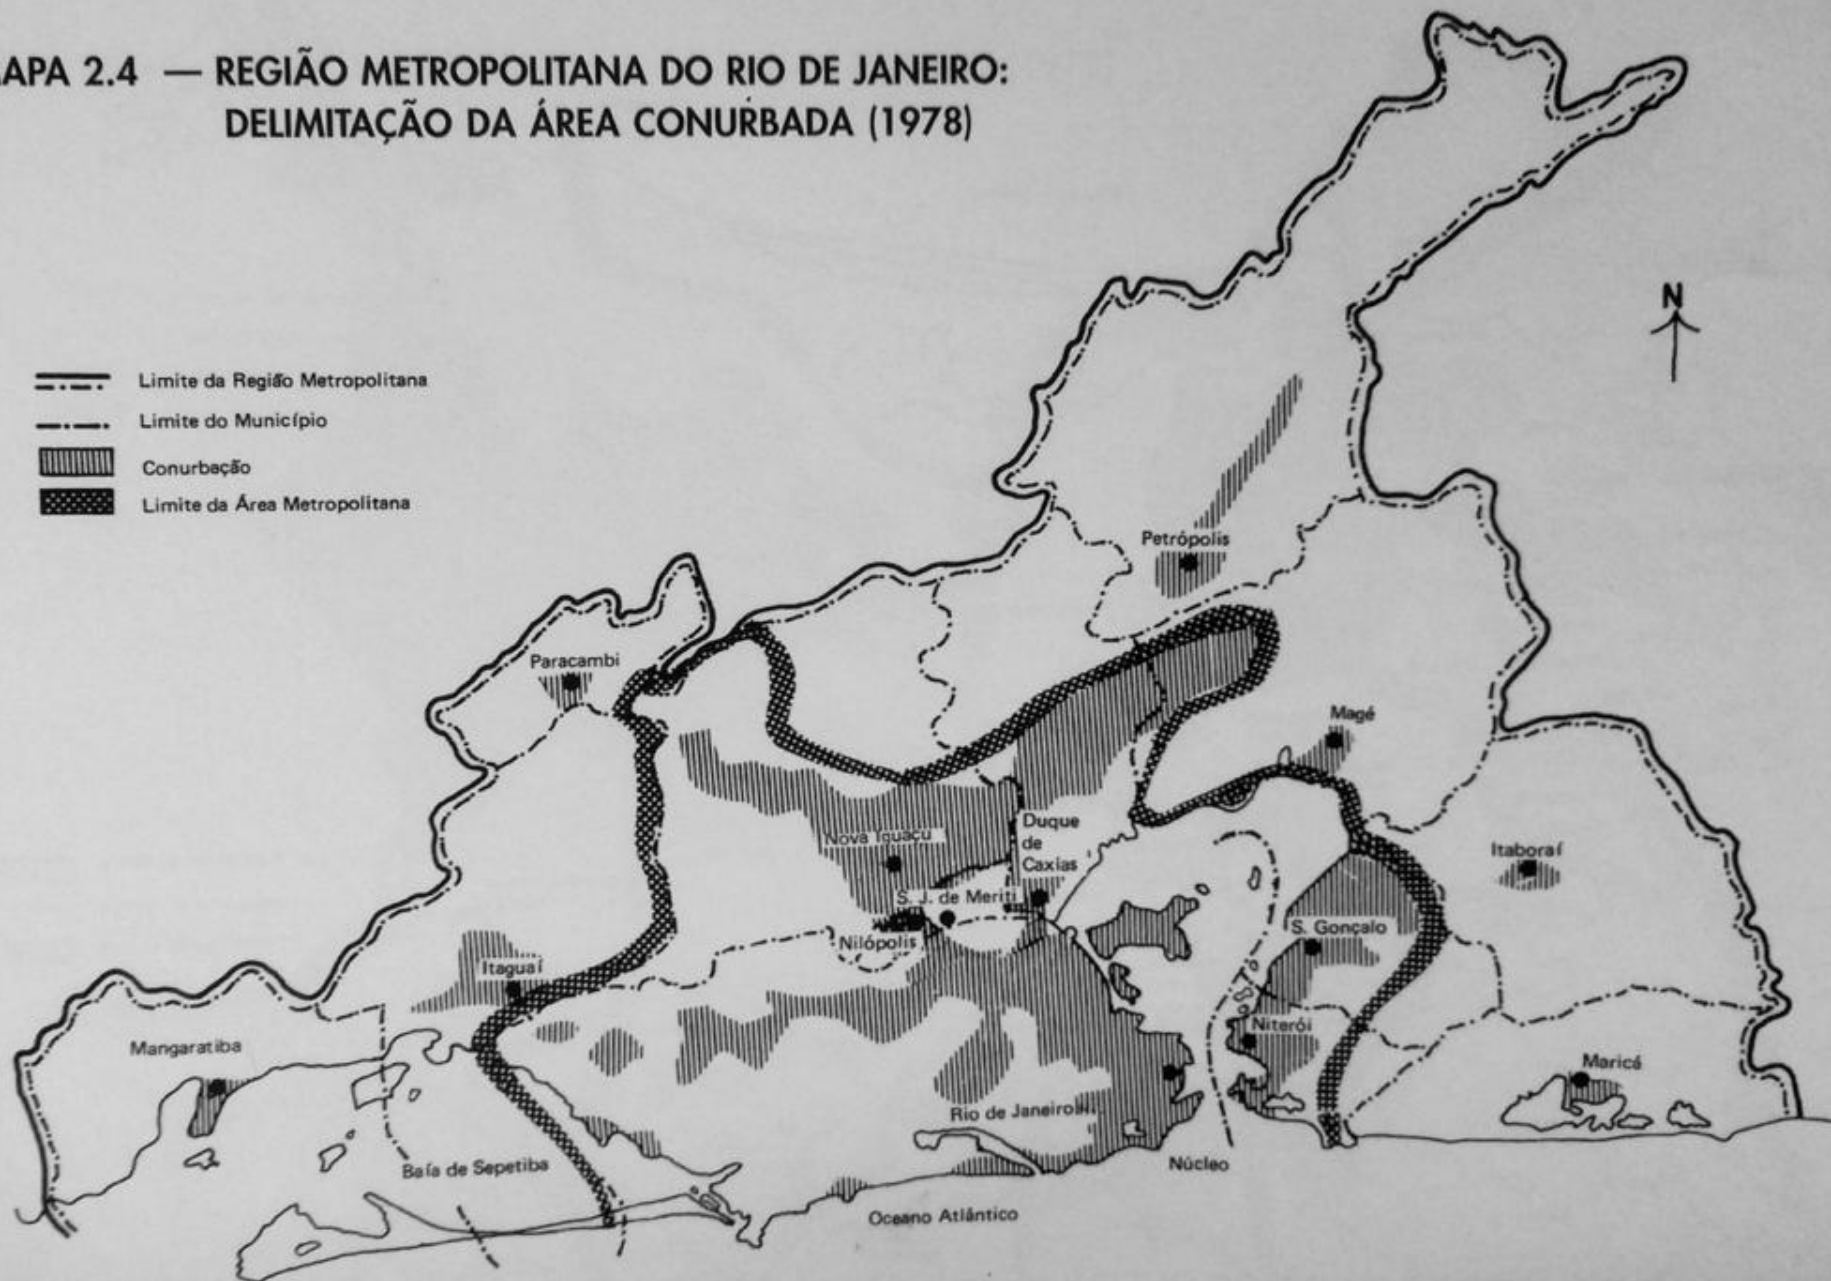 APA 2.4 — REGIÃO METROPOLITANA DO RIO DE JANEIRO:
DELIMITAÇÃO DA ÁREA CONURBADA (1978)
N
Limite da Região Metropolitana
Limite do Município
Conurbação
Limite da Área Metropolitana
Petrópolis
Paracambi
Magé
Nova Iguaçu
Duque
de
Caxias
Itaboraí
S. J. de Meriti
Nilópolis
S. Gonçalo
Itaguaí
Niterói
Mangaratiba
Maricá
Rio de Janeiro
Baía de Sepetiba
Núcleo
Oceano Atlântico